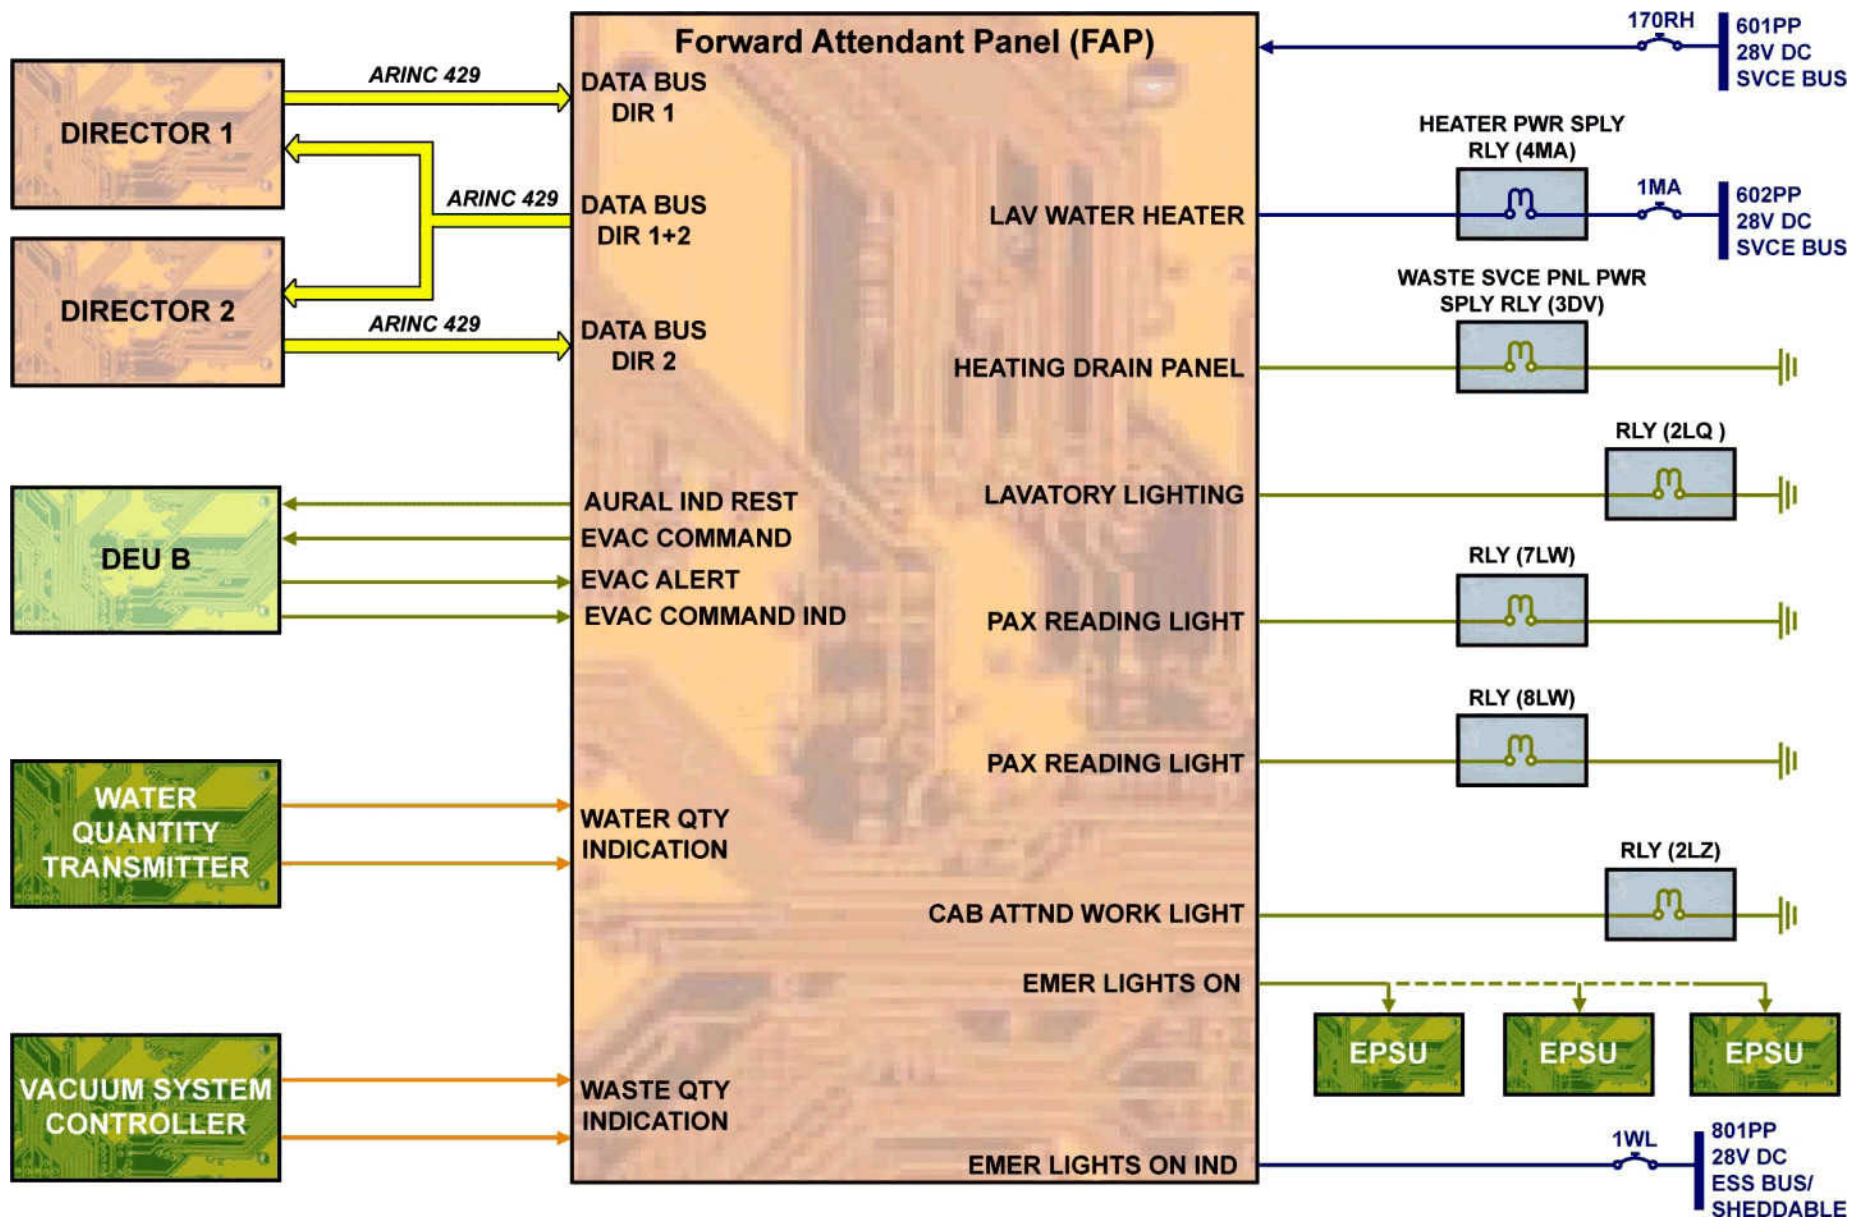 Forward Attendant Panel (FAP)
DIRECTOR 1
ARINC 429
DATA BUS
DIR 1
ARINC 429
DATA BUS
DIR 1+2
DIRECTOR 2
ARINC 429
DATA BUS
DIR 2
DEU B
AURAL IND REST
EVAC COMMAND
EVAC ALERT
EVAC COMMAND IND
WATER
QUANTITY
TRANSMITTER
WATER QTY
INDICATION
VACUUM SYSTEM
CONTROLLER
WASTE QTY
INDICATION
170RH
601PP
28V DC
SVCE BUS
HEATER PWR SPLY
RLY (4MA)
LAV WATER HEATER
1MA
602PP
28V DC
SVCE BUS
WASTE SVCE PNL PWR
SPLY RLY (3DV)
HEATING DRAIN PANEL
RLY (2LQ )
LAVATORY LIGHTING
RLY (7LW)
PAX READING LIGHT
RLY (8LW)
PAX READING LIGHT
RLY (2LZ)
CAB ATTND WORK LIGHT
EMER LIGHTS ON
EPSU
EPSU
EPSU
EMER LIGHTS ON IND
1WL
801PP
28V DC
ESS BUS/
SHEDDABLE